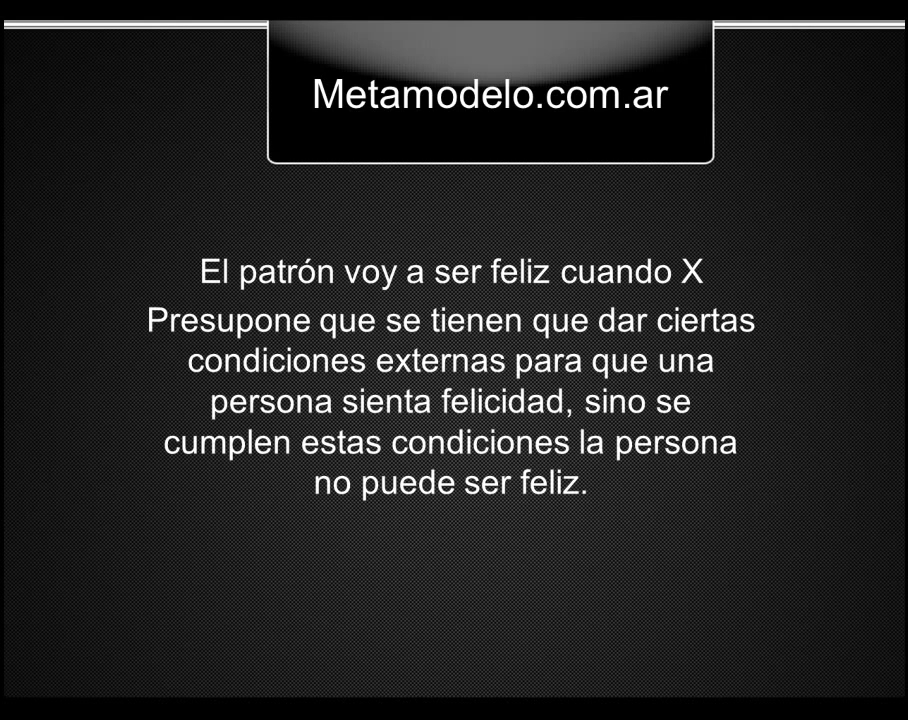 Metamodelo.com.ar
El patrón voy a ser feliz cuando X
Presupone que se tienen que dar ciertas
condiciones externas para que una
persona sienta felicidad, sino se
cumplen estas condiciones la persona
no puede ser feliz.